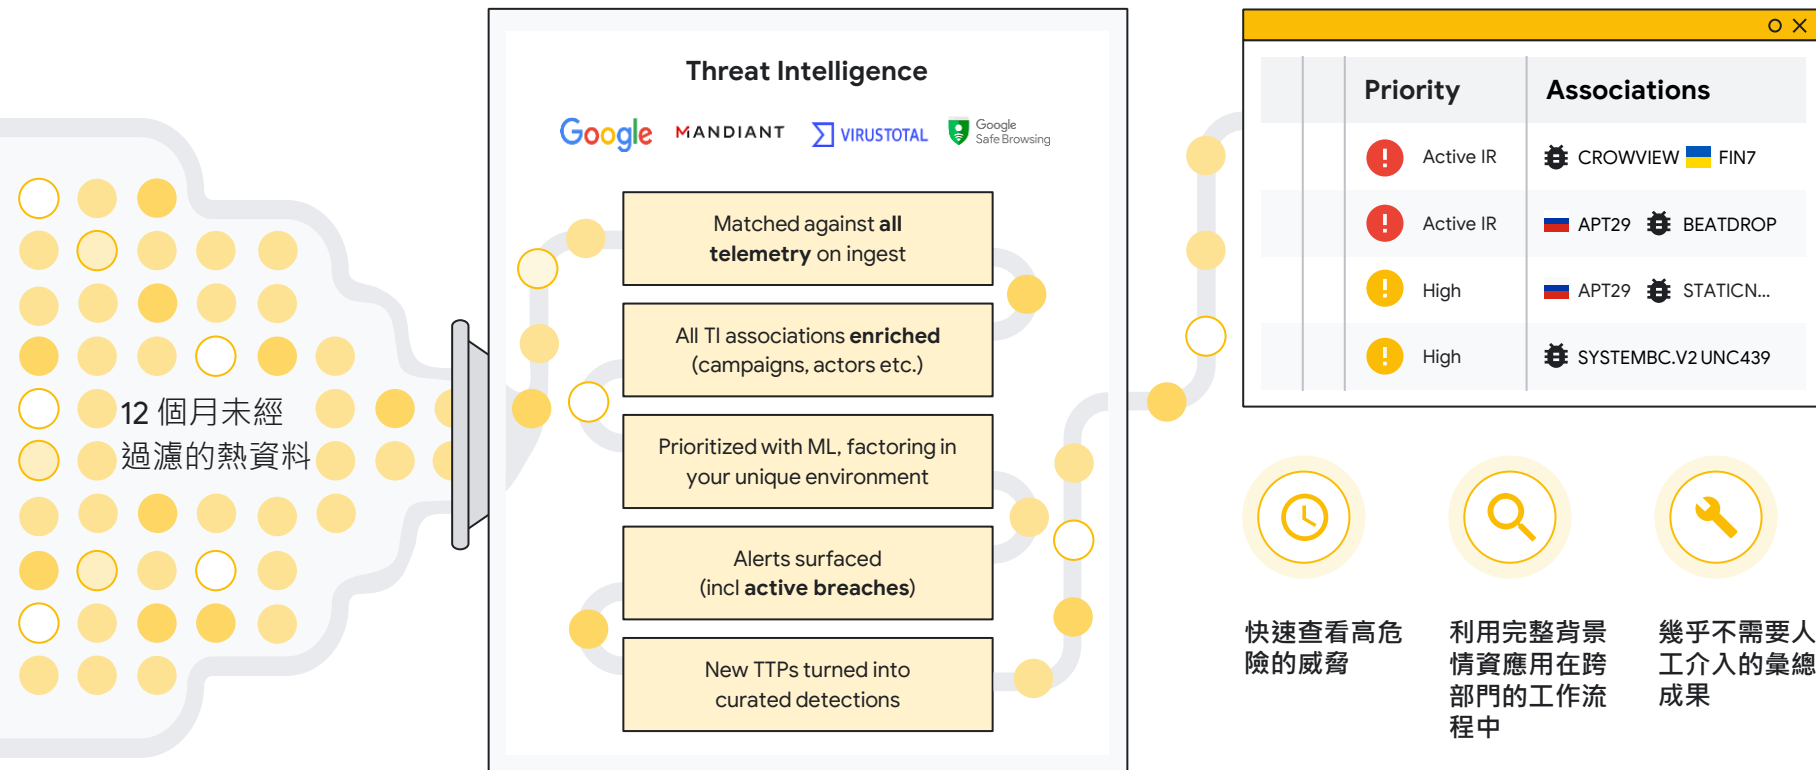 12 個月未經
過濾的熱資料
Threat Intelligence
Google MANDIANT VIRUSTOTAL Google Safe Browsing
Matched against all
telemetry on ingest
All TI associations enriched
(campaigns, actors etc.)
Prioritized with ML, factoring in
your unique environment
Alerts surfaced
(incl active breaches)
New TTPs turned into
curated detections
Priority Associations
Active IR CROWVIEW FIN7
Active IR APT29 BEATDROP
High APT29 STATICN...
High SYSTEMBC.V2 UNC439
快速查看高危
險的威脅
利用完整背景
情資應用在跨
部門的工作流
程中
幾乎不需要人
工介入的彙總
成果